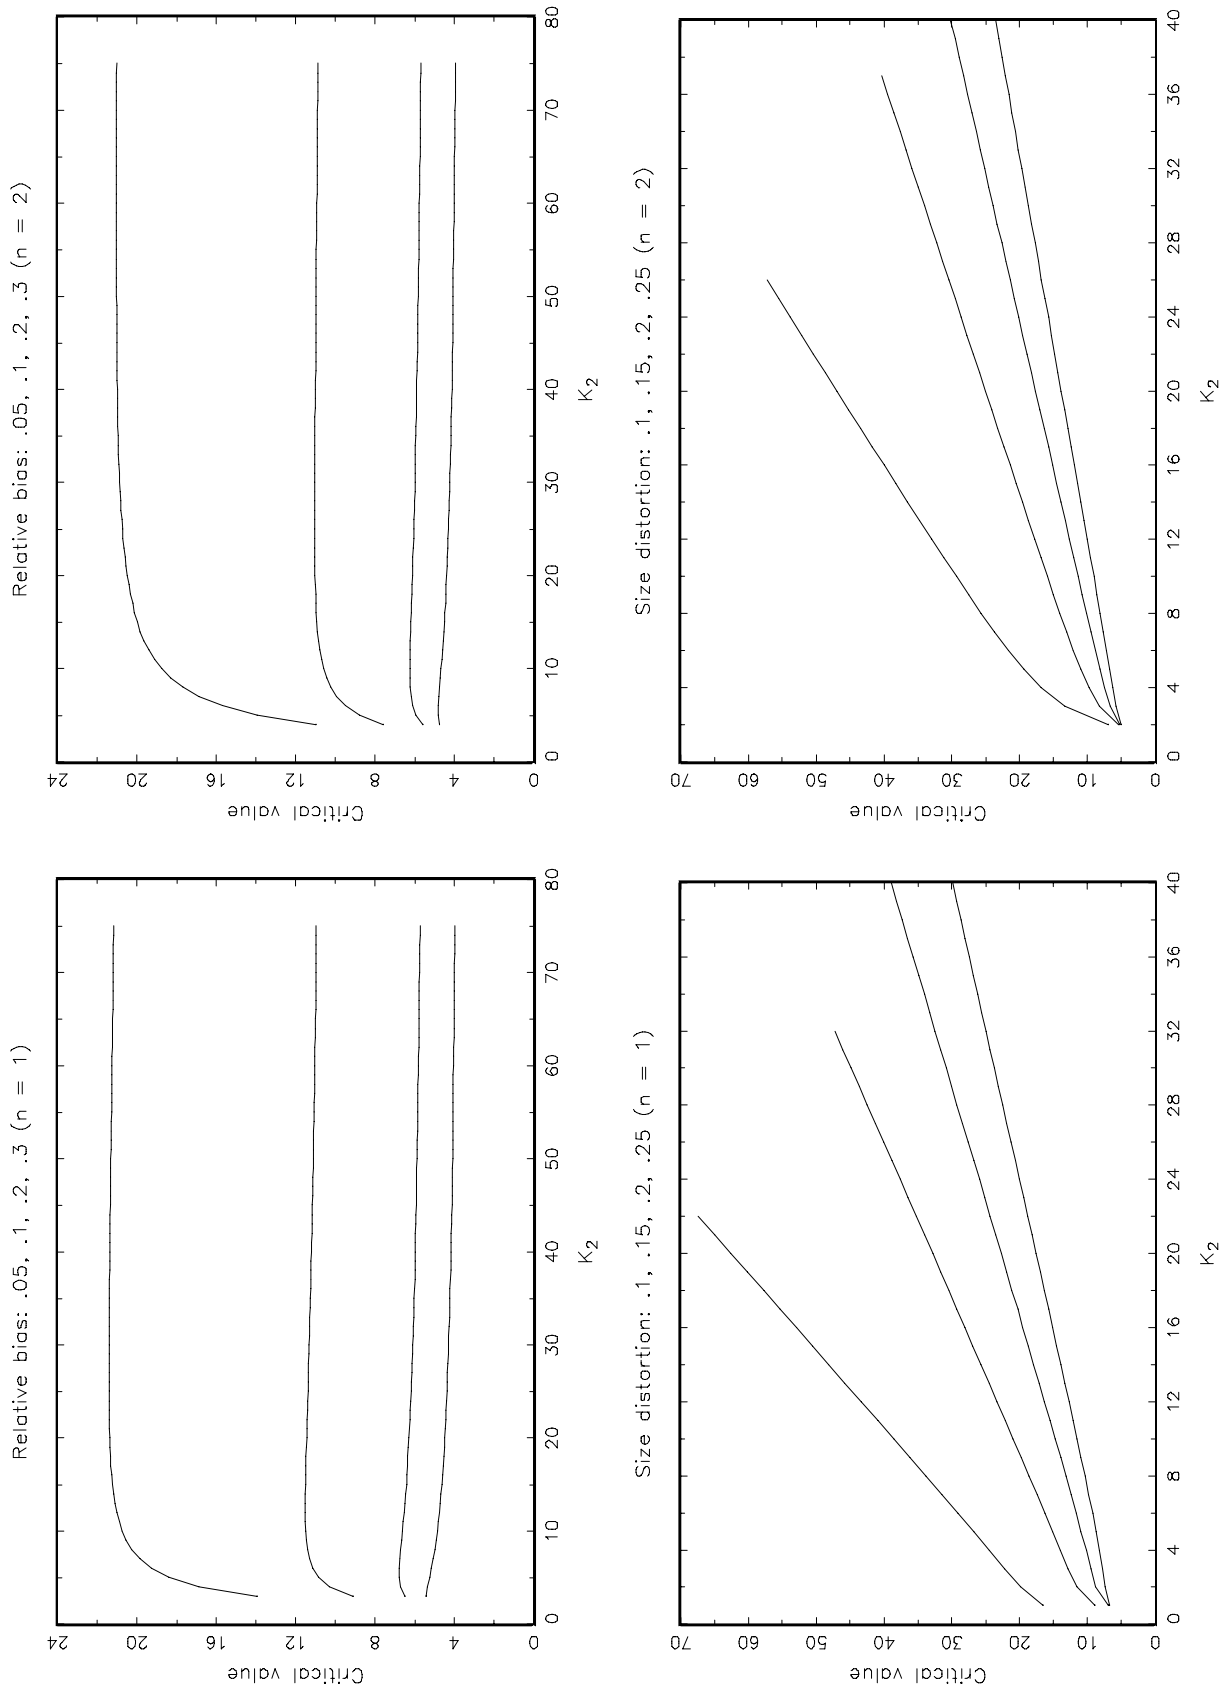 Relative bias: .05, .1, .2, .3 (n = 1)
Critical value
24
20
16
12
8
4
0
0 10 20 30 40 50 60 70 80
K2
Relative bias: .05, .1, .2, .3 (n = 2)
Critical value
24
20
16
12
8
4
0
0 10 20 30 40 50 60 70 80
K2
Size distortion: .1, .15, .2, .25 (n = 1)
Critical value
70
60
50
40
30
20
10
0
0 4 8 12 16 20 24 28 32 36 40
K2
Size distortion: .1, .15, .2, .25 (n = 2)
Critical value
70
60
50
40
30
20
10
0
0 4 8 12 16 20 24 28 32 36 40
K2